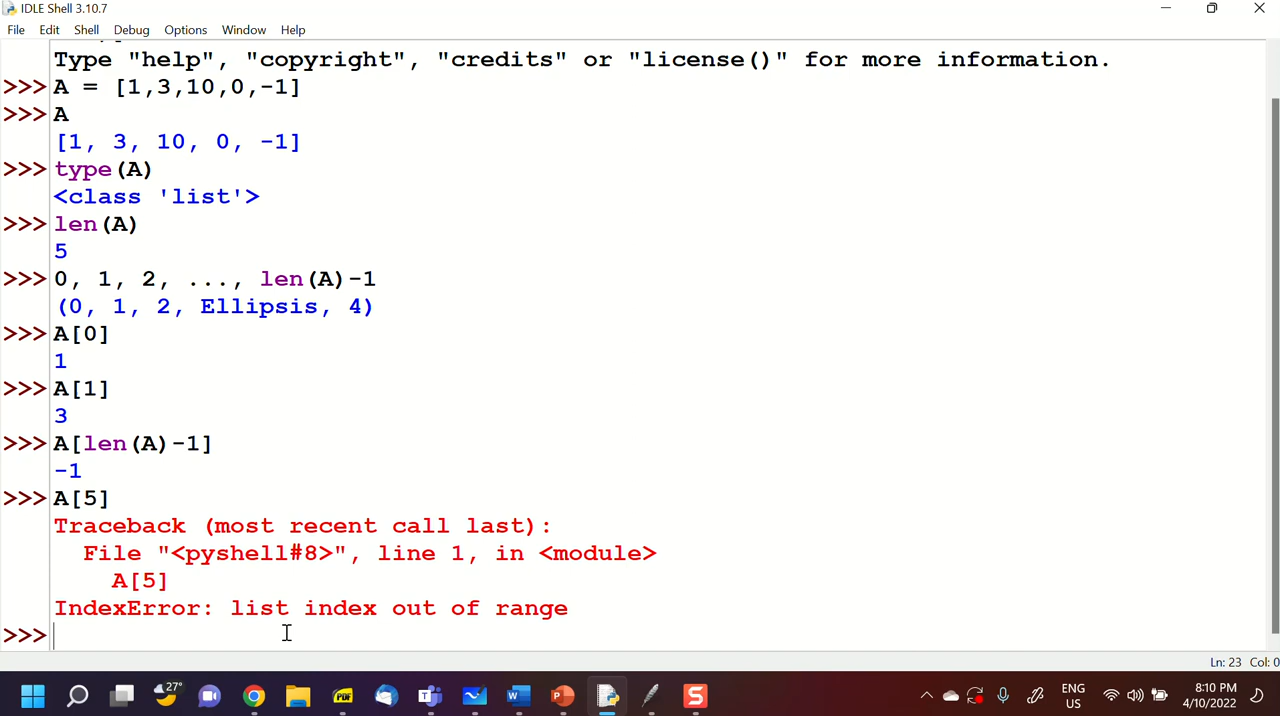 IDLE Shell 3.10.7
File Edit Shell Debug Options Window Help
Type "help", "copyright", "credits" or "license()" for more information.
>>> A = [1,3,10,0,-1]
>>> A
[1, 3, 10, 0, -1]
>>> type(A)
<class 'list'>
>>> len(A)
5
>>> 0, 1, 2, ..., len(A)-1
(0, 1, 2, Ellipsis, 4)
>>> A[0]
1
>>> A[1]
3
>>> A[len(A)-1]
-1
>>> A[5]
Traceback (most recent call last):
  File "<pyshell#8>", line 1, in <module>
    A[5]
IndexError: list index out of range
>>>
Ln: 23 Col: 0
27°
PDF
T
W
P
S
ENG
US
8:10 PM
4/10/2022